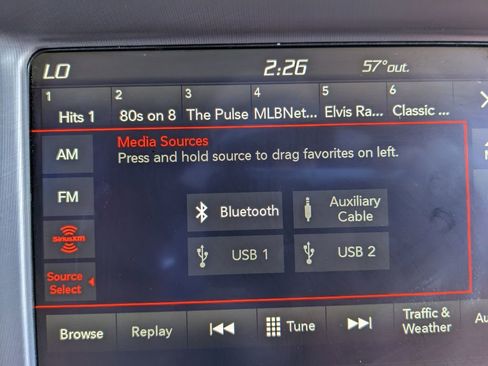 LO 2:26 57°out.
1 2 3 4 5 6
Hits 1 80s on 8 The Pulse MLBNet... Elvis Ra... Classic ...
AM
Media Sources
Press and hold source to drag favorites on left.
FM
Bluetooth
Auxiliary
Cable
SiriusXM
USB 1 USB 2
Source
Select
Browse Replay Tune
Traffic &
Weather